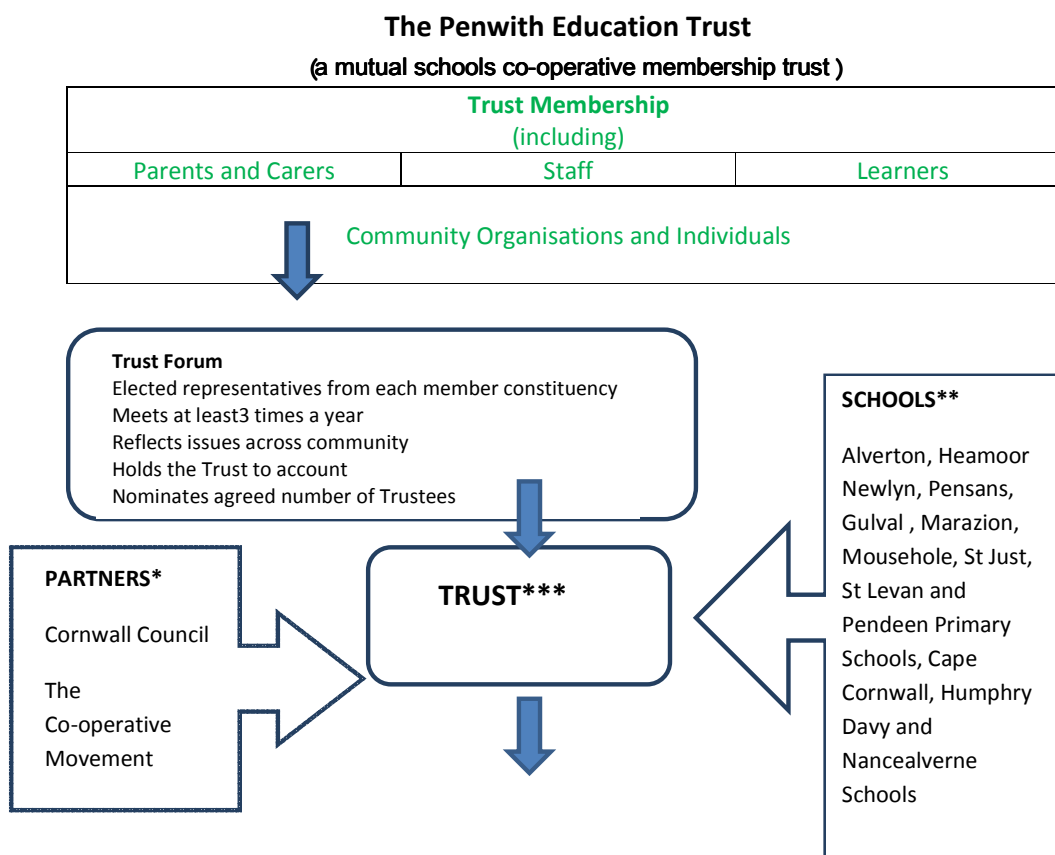 The Penwith Education Trust
(a mutual schools co-operative membership trust )
Trust Membership
(including)
Parents and Carers
Staff
Learners
Community Organisations and Individuals
Trust Forum
Elected representatives from each member constituency
Meets at least3 times a year
Reflects issues across community
Holds the Trust to account
Nominates agreed number of Trustees
PARTNERS*
Cornwall Council
The
Co-operative
Movement
TRUST***
SCHOOLS**
Alverton, Heamoor
Newlyn, Pensans,
Gulval , Marazion,
Mousehole, St Just,
St Levan and
Pendeen Primary
Schools, Cape
Cornwall, Humphry
Davy and
Nancealverne
Schools